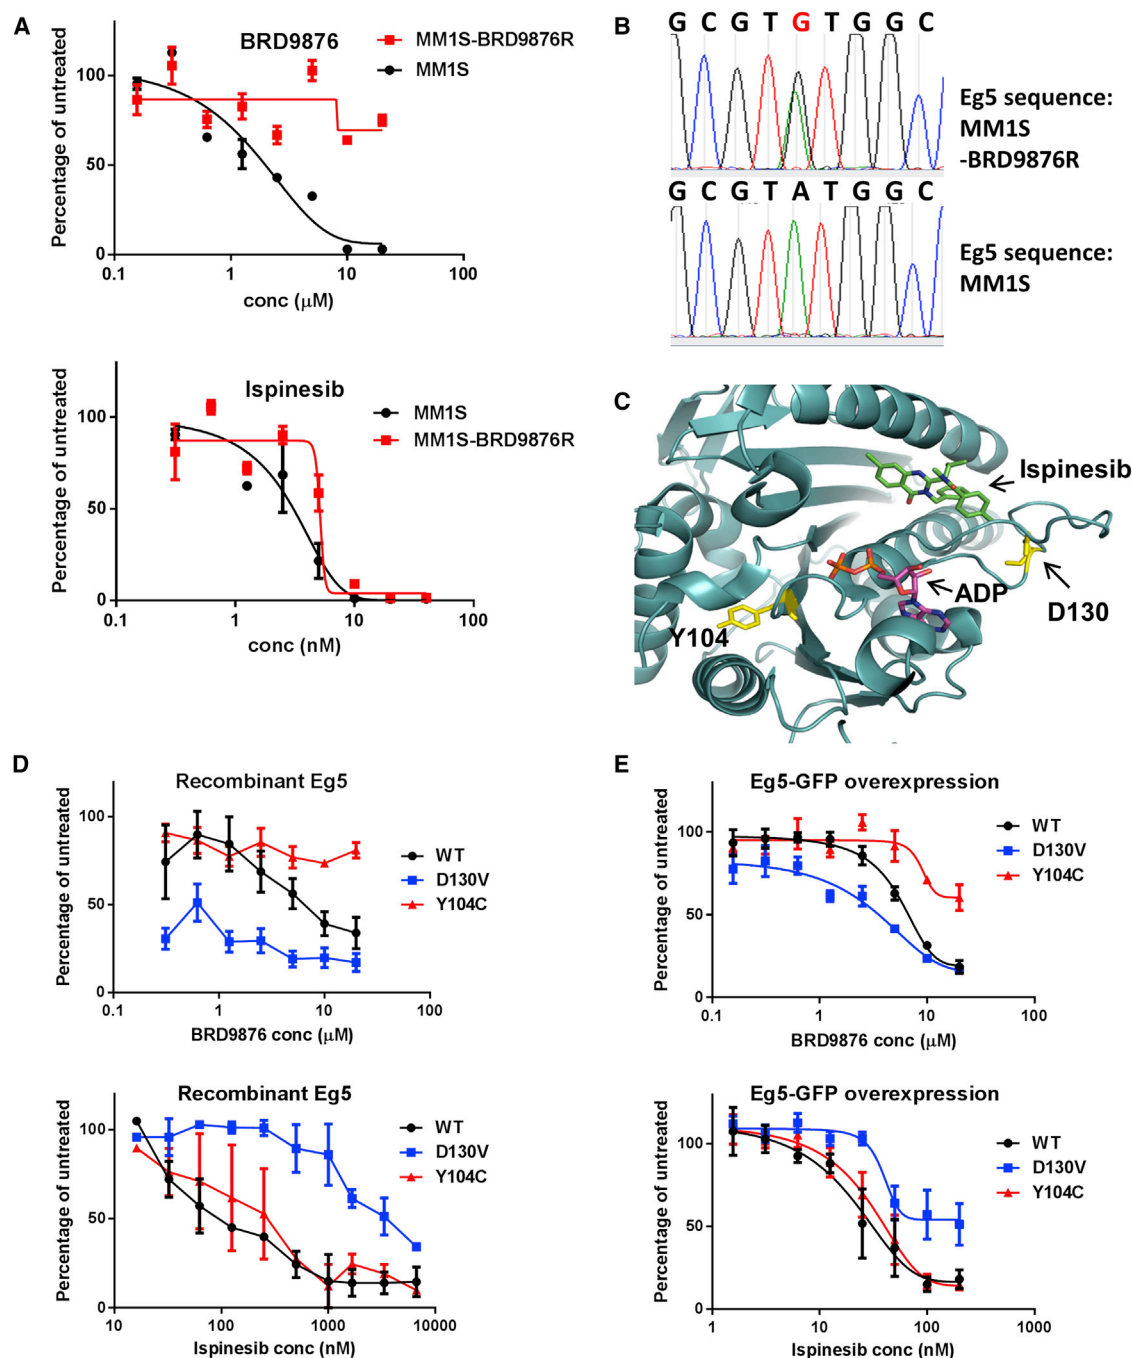 A
BRD9876
MM1S-BRD9876R
MM1S
Percentage of untreated
100
50
0
0.1
1
10
100
conc (µM)
Ispinesib
MM1S
MM1S-BRD9876R
Percentage of untreated
100
50
0
0.1
1
10
100
conc (nM)
B
G C G T G T G G C
Eg5 sequence:
MM1S
-BRD9876R
G C G T A T G G C
Eg5 sequence:
MM1S
C
Ispinesib
ADP
D130
Y104
D
Recombinant Eg5
WT
D130V
Y104C
Percentage of untreated
100
50
0
0.1
1
10
100
BRD9876 conc (µM)
Recombinant Eg5
WT
D130V
Y104C
Percentage of untreated
100
50
0
10
100
1000
10000
Ispinesib conc (nM)
E
Eg5-GFP overexpression
WT
D130V
Y104C
Percentage of untreated
100
50
0
0.1
1
10
100
BRD9876 conc (µM)
Eg5-GFP overexpression
WT
D130V
Y104C
Percentage of untreated
100
50
0
1
10
100
1000
Ispinesib conc (nM)